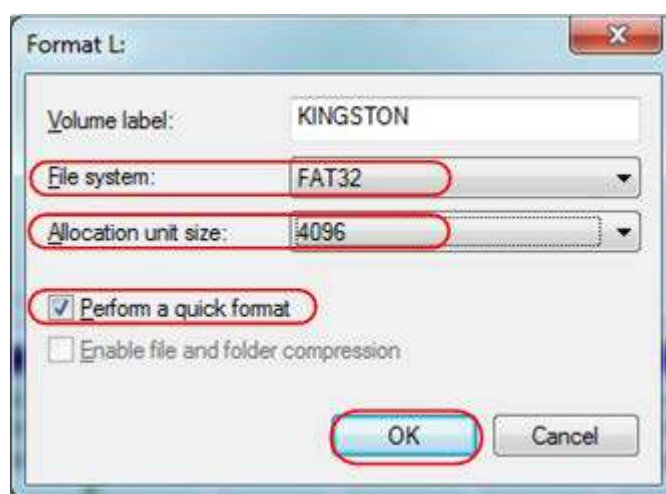 Format L:
Volume label: KINGSTON
File system: FAT32
Allocation unit size: 4096
Perform a quick format
Enable file and folder compression
OK Cancel